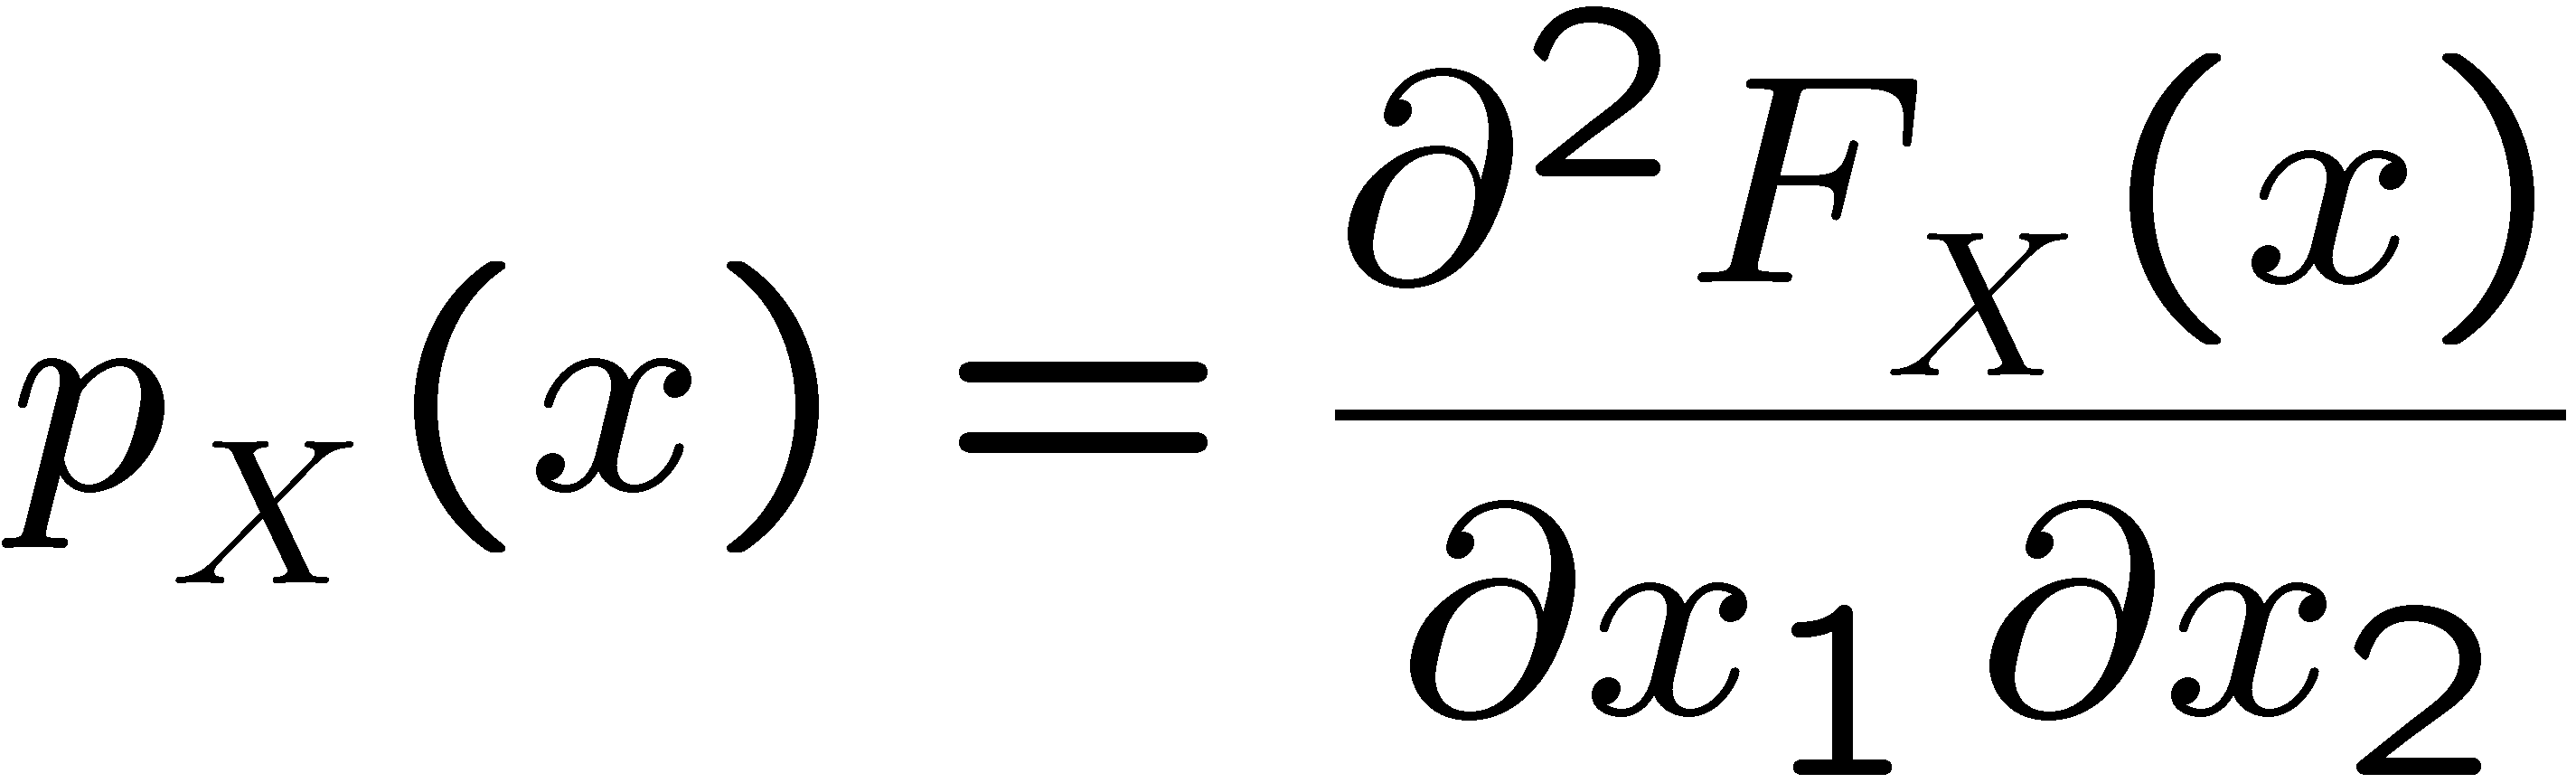 p_X(x) = \frac{\partial^2 F_X(x)}{\partial x_1 \partial x_2}